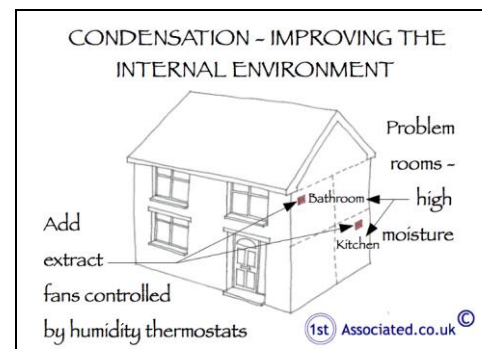 CONDENSATION - IMPROVING THE
INTERNAL ENVIRONMENT
Problem
rooms -
high
moisture
Bathroom
Kitchen
Add
extract
fans controlled
by humidity thermostats
1st Associated.co.uk ©